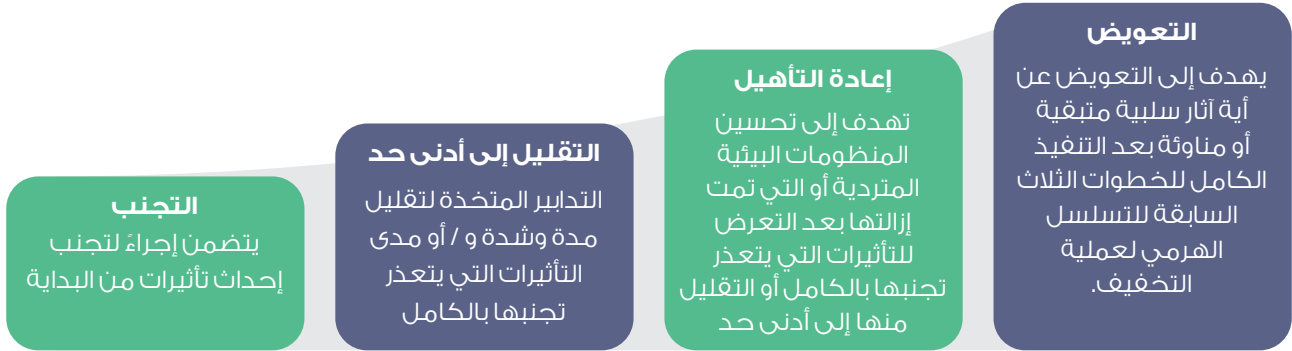 التعويض
يهدف إلى التعويض عن
أية آثار سلبية متبقية
أو مناوئة بعد التنفيذ
الكامل للخطوات الثلاث
السابقة للتسلسل
الهرمي لعملية
التخفيف.
إعادة التأهيل
تهدف إلى تحسين
المنظومات البيئية
المتردية أو التي تمت
إزالتها بعد التعرض
للتأثيرات التي يتعذر
تجنبها بالكامل أو التقليل
منها إلى أدنى حد
التقليل إلى أدنى حد
التدابير المتخذة لتقليل
مدة وشدة و / أو مدى
التأثيرات التي يتعذر
تجنبها بالكامل
التجنب
يتضمن إجراءً لتجنب
إحداث تأثيرات من البداية